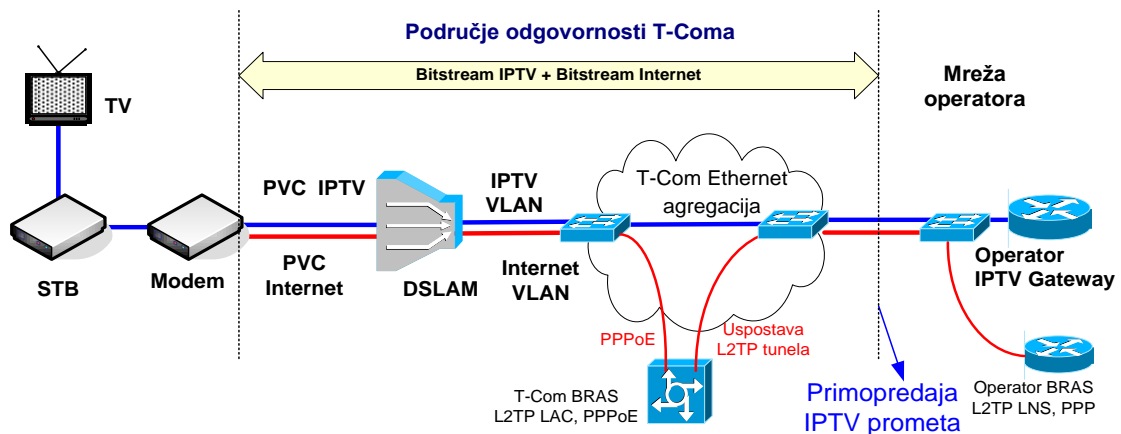 Područje odgovornosti T-Coma
Bitstream IPTV + Bitstream Internet
Mreža
operatora
TV
PVC IPTV
IPTV
VLAN
T-Com Ethernet
agregacija
STB
Modem
PVC
Internet
DSLAM
Internet
VLAN
Operator
IPTV Gateway
PPPoE
Uspostava
L2TP tunela
T-Com BRAS
L2TP LAC, PPPoE
Primopredaja
IPTV prometa
Operator BRAS
L2TP LNS, PPP